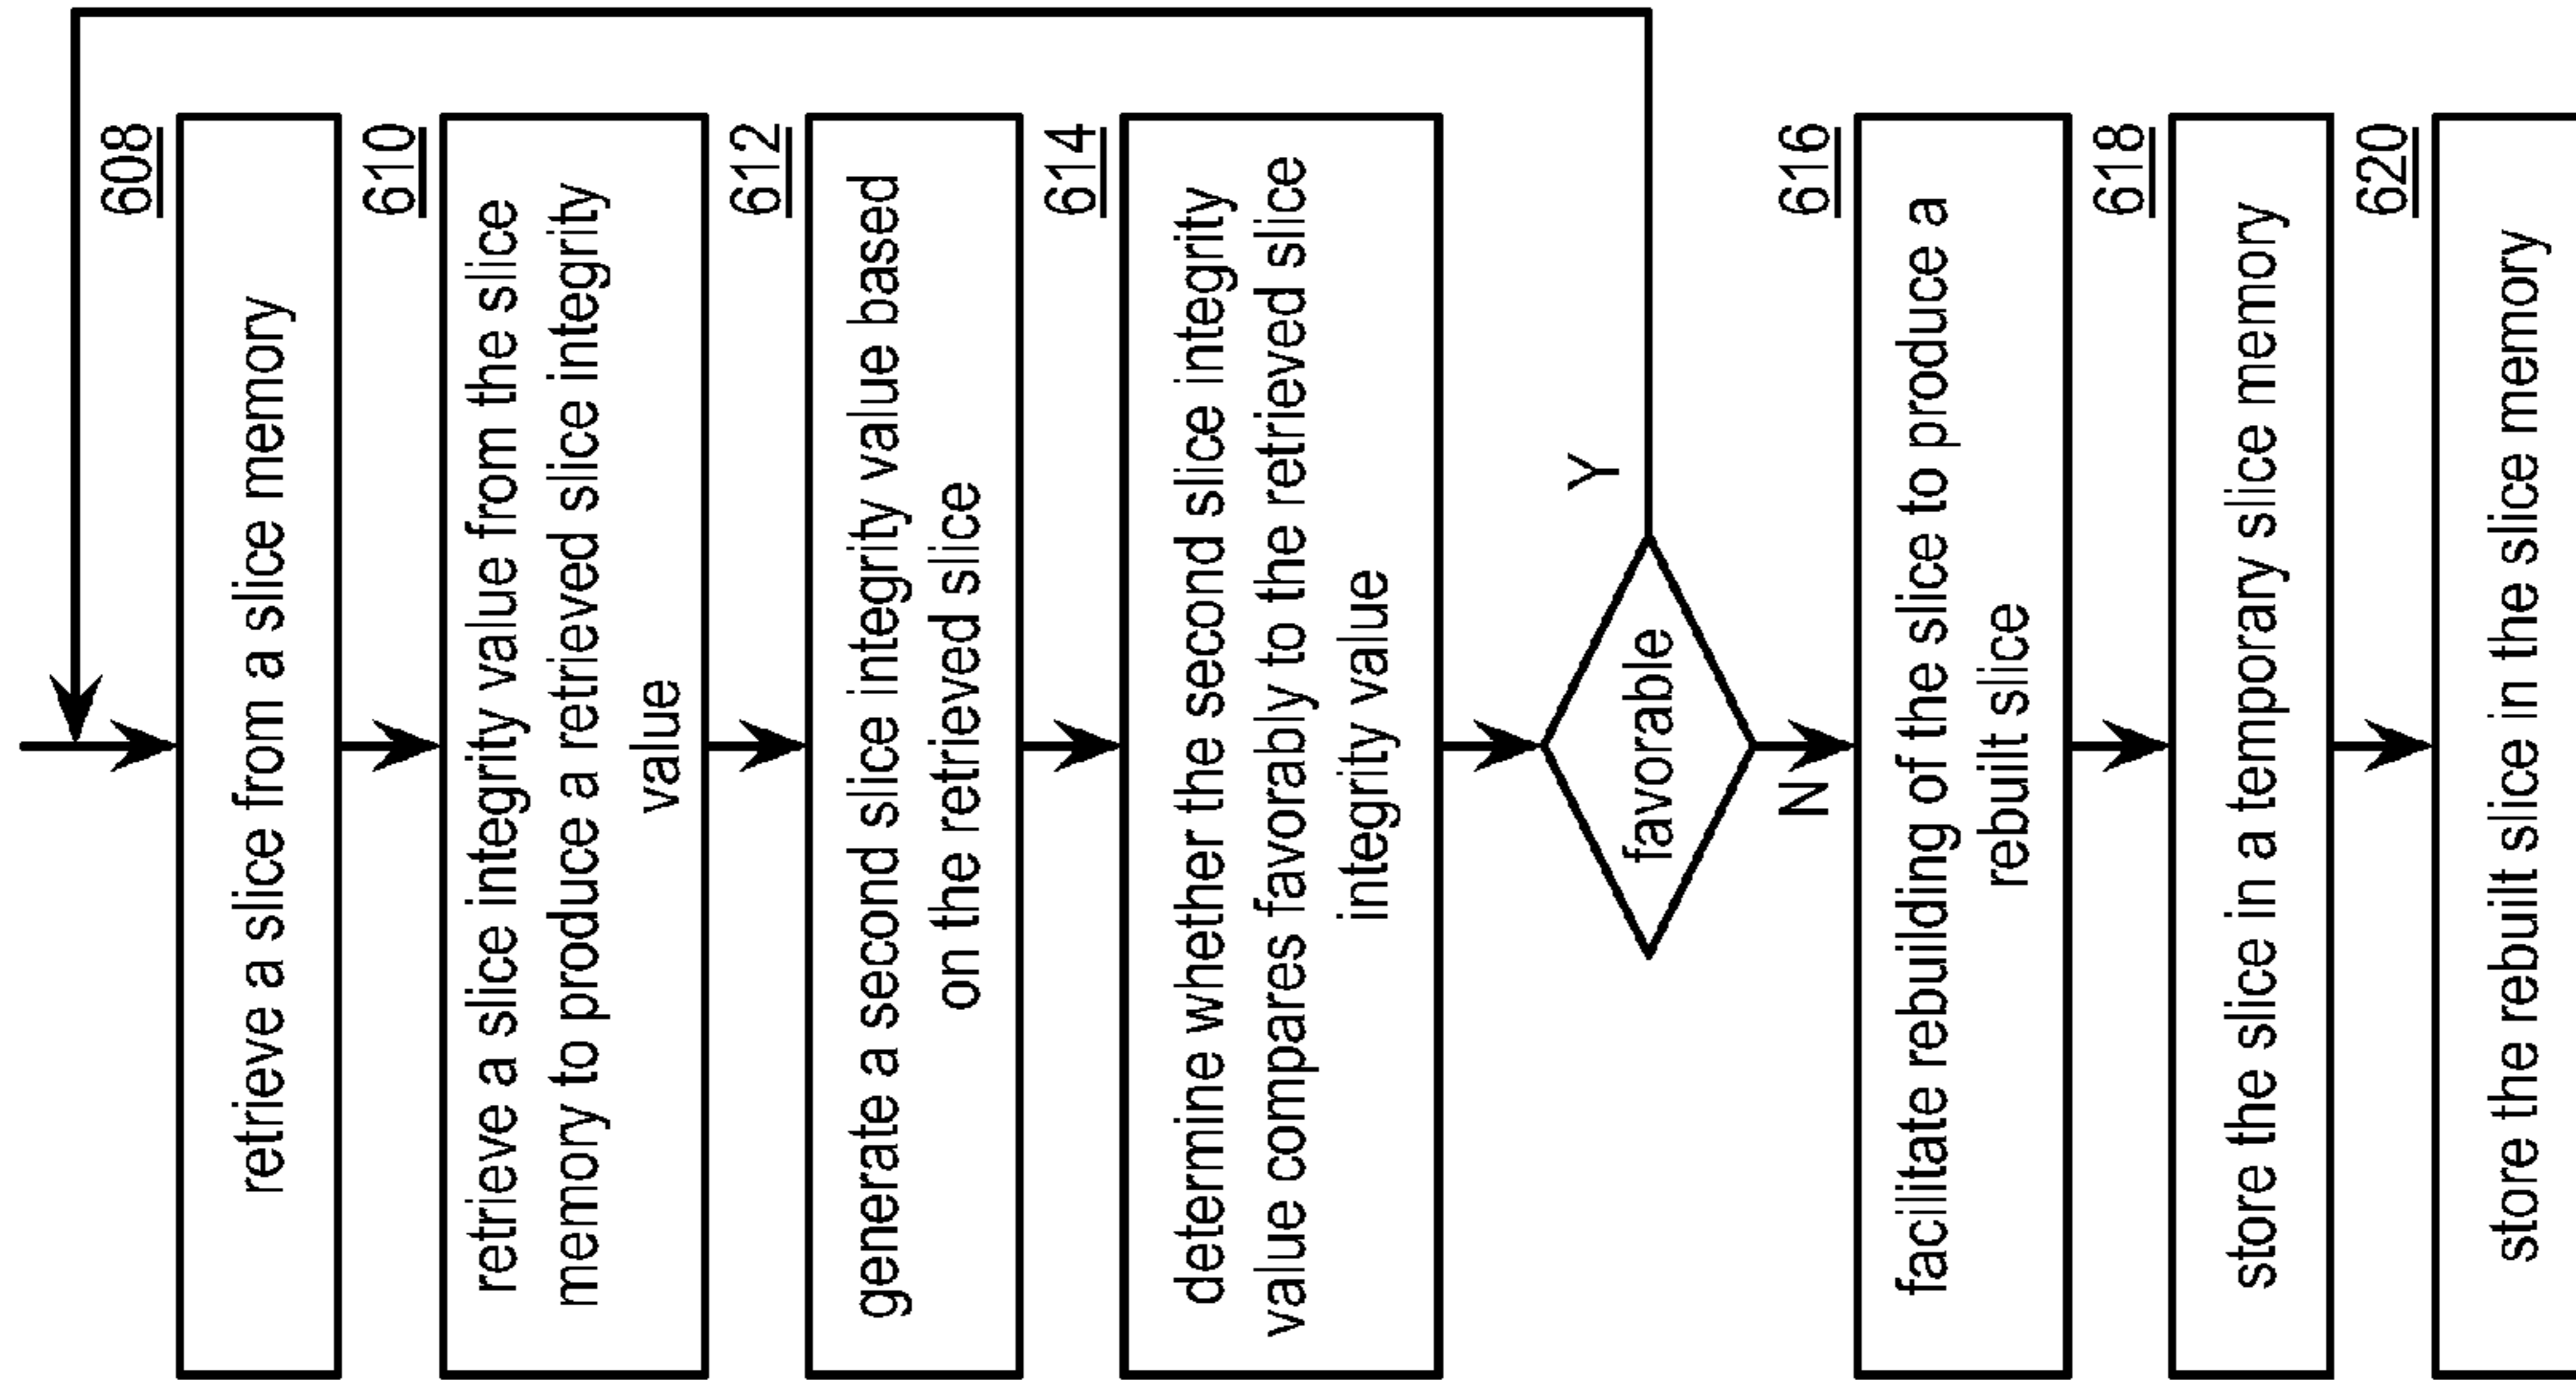 608
retrieve a slice from a slice memory
610
retrieve a slice integrity value from the slice
memory to produce a retrieved slice integrity
value
612
generate a second slice integrity value based
on the retrieved slice
614
determine whether the second slice integrity
value compares favorably to the retrieved slice
integrity value
favorable
Y
N
616
facilitate rebuilding of the slice to produce a
rebuilt slice
618
store the slice in a temporary slice memory
620
store the rebuilt slice in the slice memory